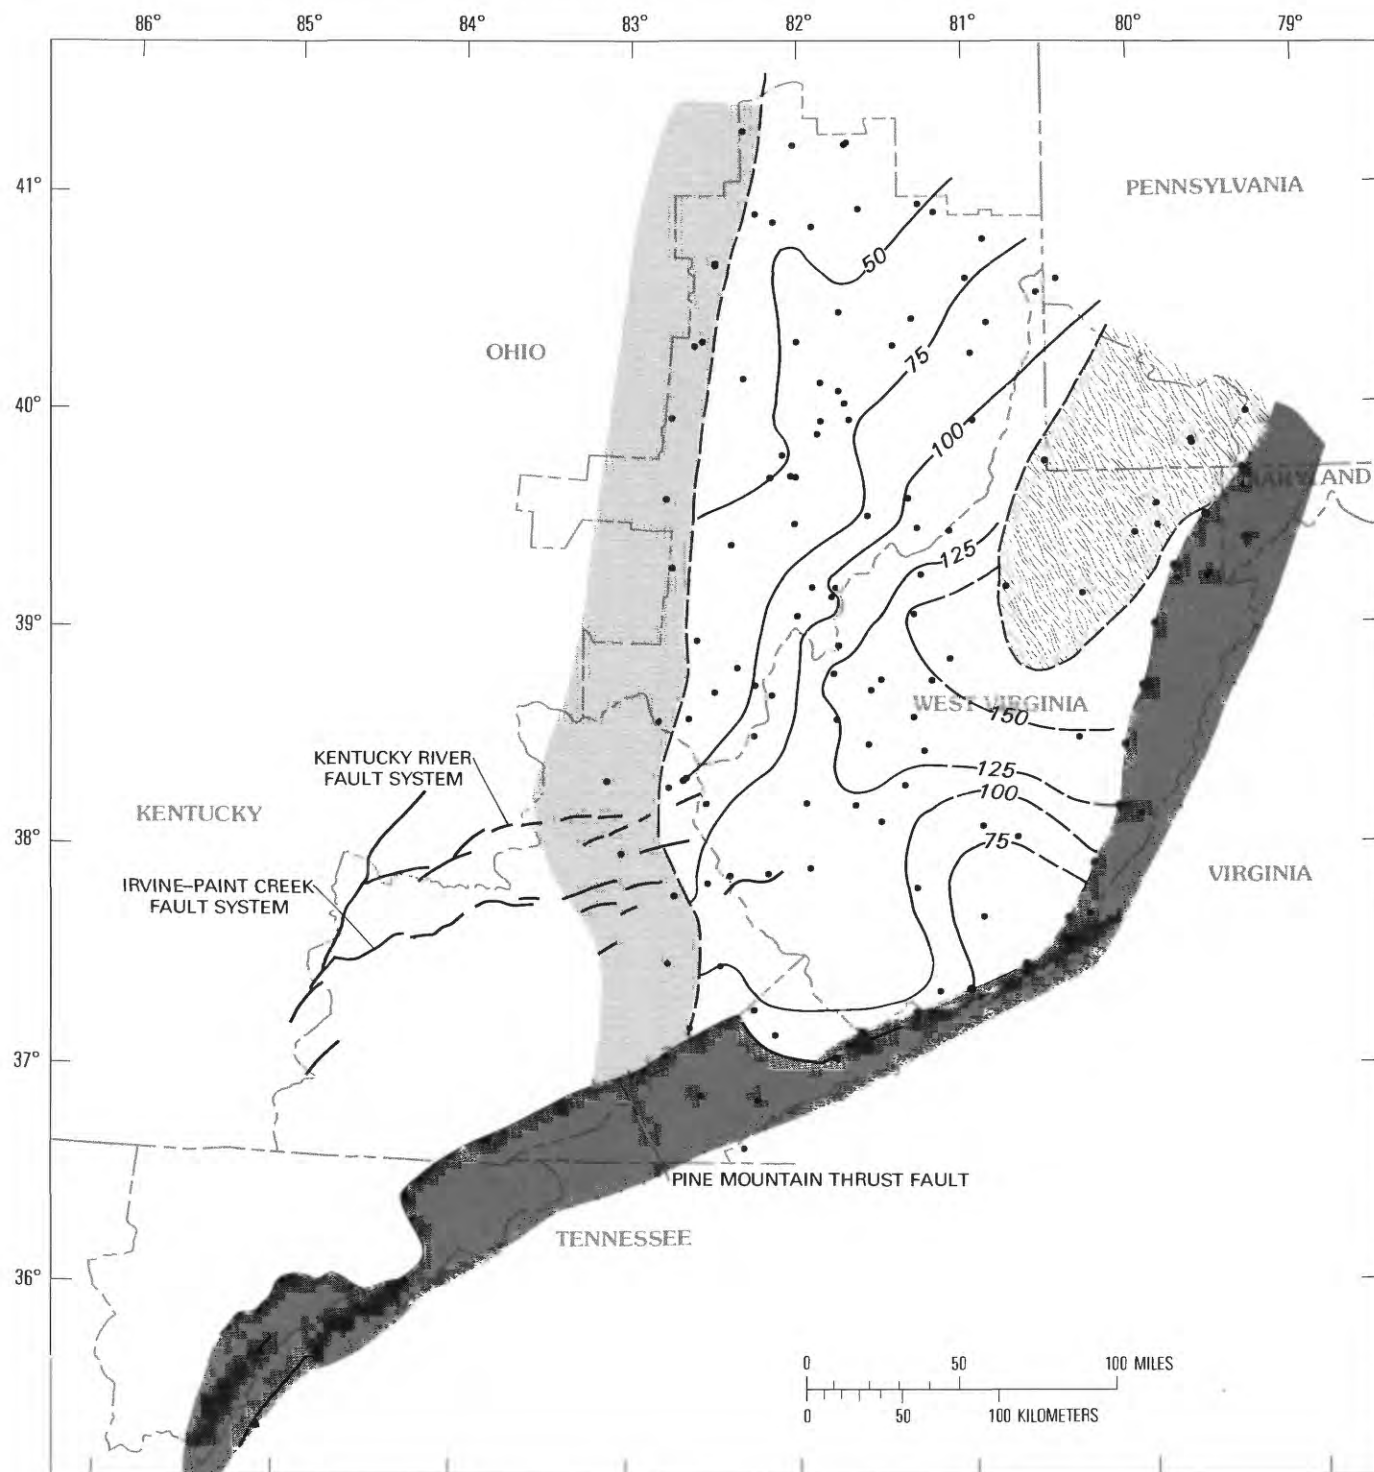 86° 85° 84° 83° 82° 81° 80° 79°
41°
PENNSYLVANIA
50
OHIO
75
40°
100
MARYLAND
125
39°
WEST VIRGINIA
150
KENTUCKY RIVER
FAULT SYSTEM
125
100
KENTUCKY
38°
75
IRVINE–PAINT CREEK
FAULT SYSTEM
VIRGINIA
37°
PINE MOUNTAIN THRUST FAULT
TENNESSEE
36°
0 50 100 MILES
0 50 100 KILOMETERS